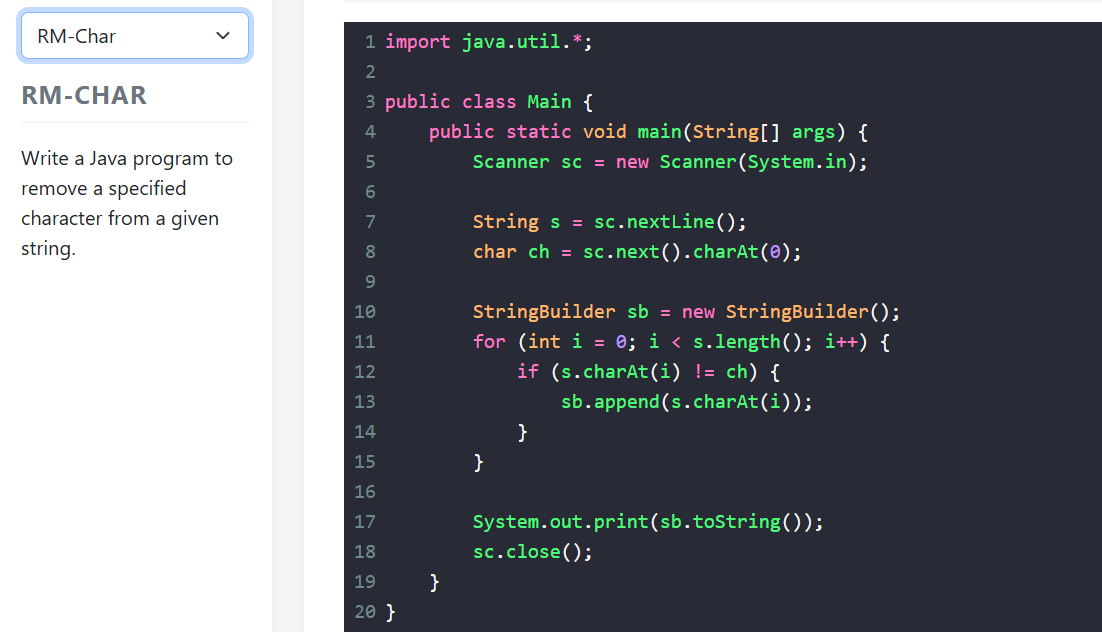 RM-Char
RM-CHAR
Write a Java program to
remove a specified
character from a given
string.
1 import java.util.*;
2
3 public class Main {
4     public static void main(String[] args) {
5         Scanner sc = new Scanner(System.in);
6
7         String s = sc.nextLine();
8         char ch = sc.next().charAt(0);
9
10         StringBuilder sb = new StringBuilder();
11         for (int i = 0; i < s.length(); i++) {
12             if (s.charAt(i) != ch) {
13                 sb.append(s.charAt(i));
14             }
15         }
16
17         System.out.print(sb.toString());
18         sc.close();
19     }
20 }